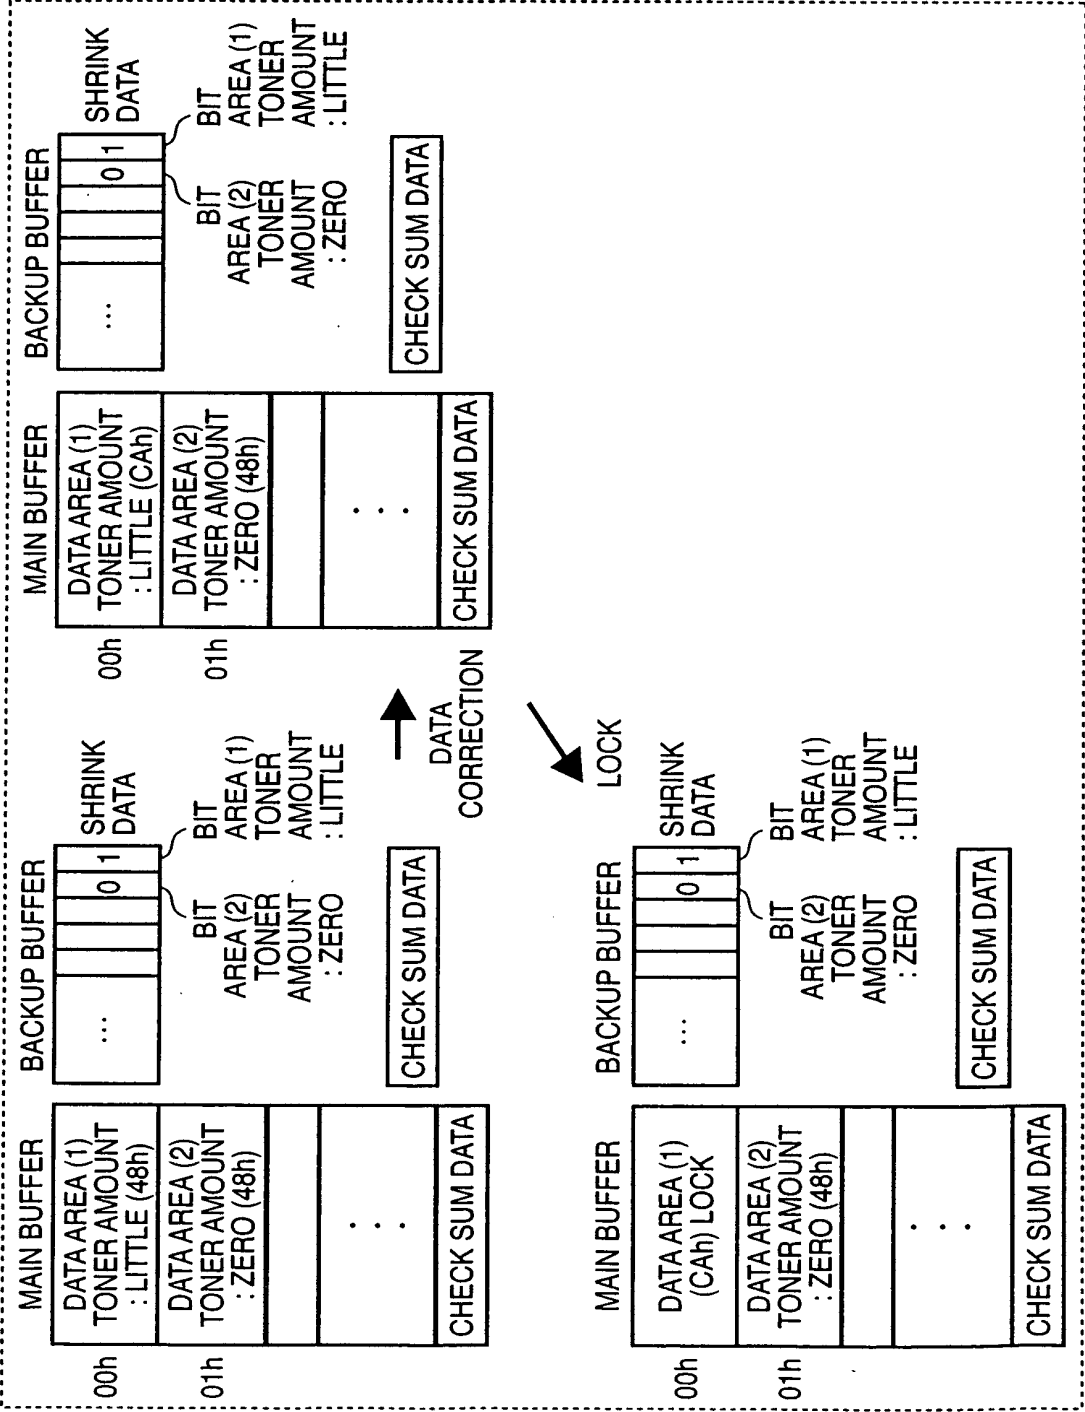 MAIN BUFFER
00h
DATA AREA (1)
TONER AMOUNT
: LITTLE (48h)
01h
DATA AREA (2)
TONER AMOUNT
: ZERO (48h)
. . .
CHECK SUM DATA
BACKUP BUFFER
...
0 1
SHRINK
DATA
BIT
AREA (2)
TONER
AMOUNT
: ZERO
BIT
AREA (1)
TONER
AMOUNT
: LITTLE
CHECK SUM DATA
DATA
CORRECTION
MAIN BUFFER
00h
DATA AREA (1)
TONER AMOUNT
: LITTLE (CAh)
01h
DATA AREA (2)
TONER AMOUNT
: ZERO (48h)
. . .
CHECK SUM DATA
BACKUP BUFFER
...
0 1
SHRINK
DATA
BIT
AREA (2)
TONER
AMOUNT
: ZERO
BIT
AREA (1)
TONER
AMOUNT
: LITTLE
CHECK SUM DATA
LOCK
MAIN BUFFER
00h
DATA AREA (1)
(CAh) LOCK
01h
DATA AREA (2)
TONER AMOUNT
: ZERO (48h)
. . .
CHECK SUM DATA
BACKUP BUFFER
...
0 1
SHRINK
DATA
BIT
AREA (2)
TONER
AMOUNT
: ZERO
BIT
AREA (1)
TONER
AMOUNT
: LITTLE
CHECK SUM DATA